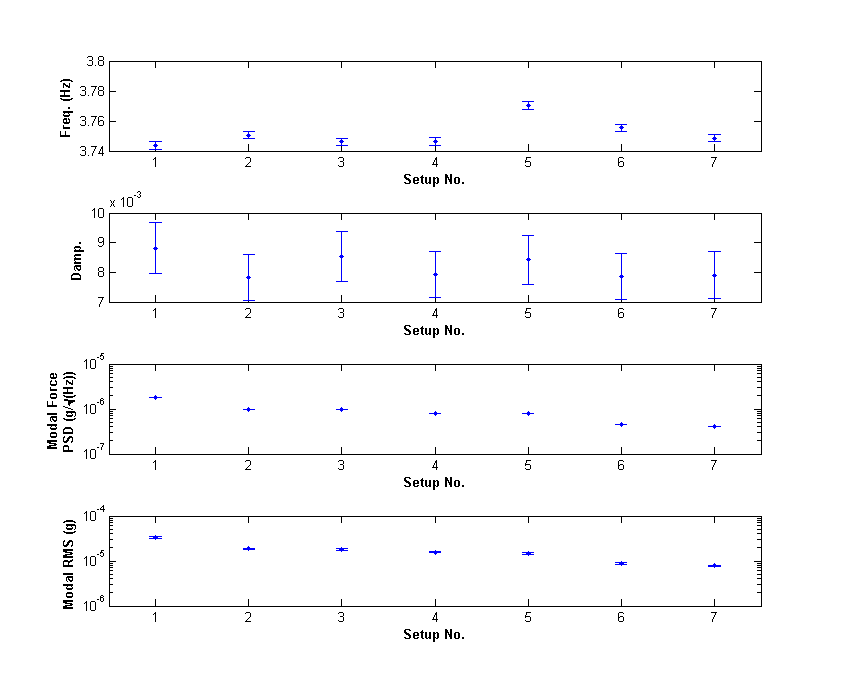 3.8
3.78
3.76
3.74
Freq. (Hz)
1 2 3 4 5 6 7
Setup No.
x 10^-3
10
9
8
7
Damp.
1 2 3 4 5 6 7
Setup No.
10^-5
10^-6
10^-7
Modal Force
PSD (g/√(Hz))
1 2 3 4 5 6 7
Setup No.
10^-4
10^-5
10^-6
Modal RMS (g)
1 2 3 4 5 6 7
Setup No.